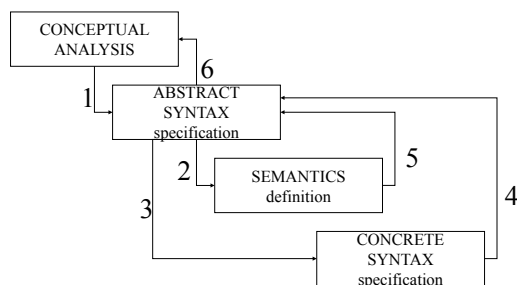 CONCEPTUAL
ANALYSIS
6
1
ABSTRACT
SYNTAX
specification
2
SEMANTICS
definition
5
3
4
CONCRETE
SYNTAX
specification